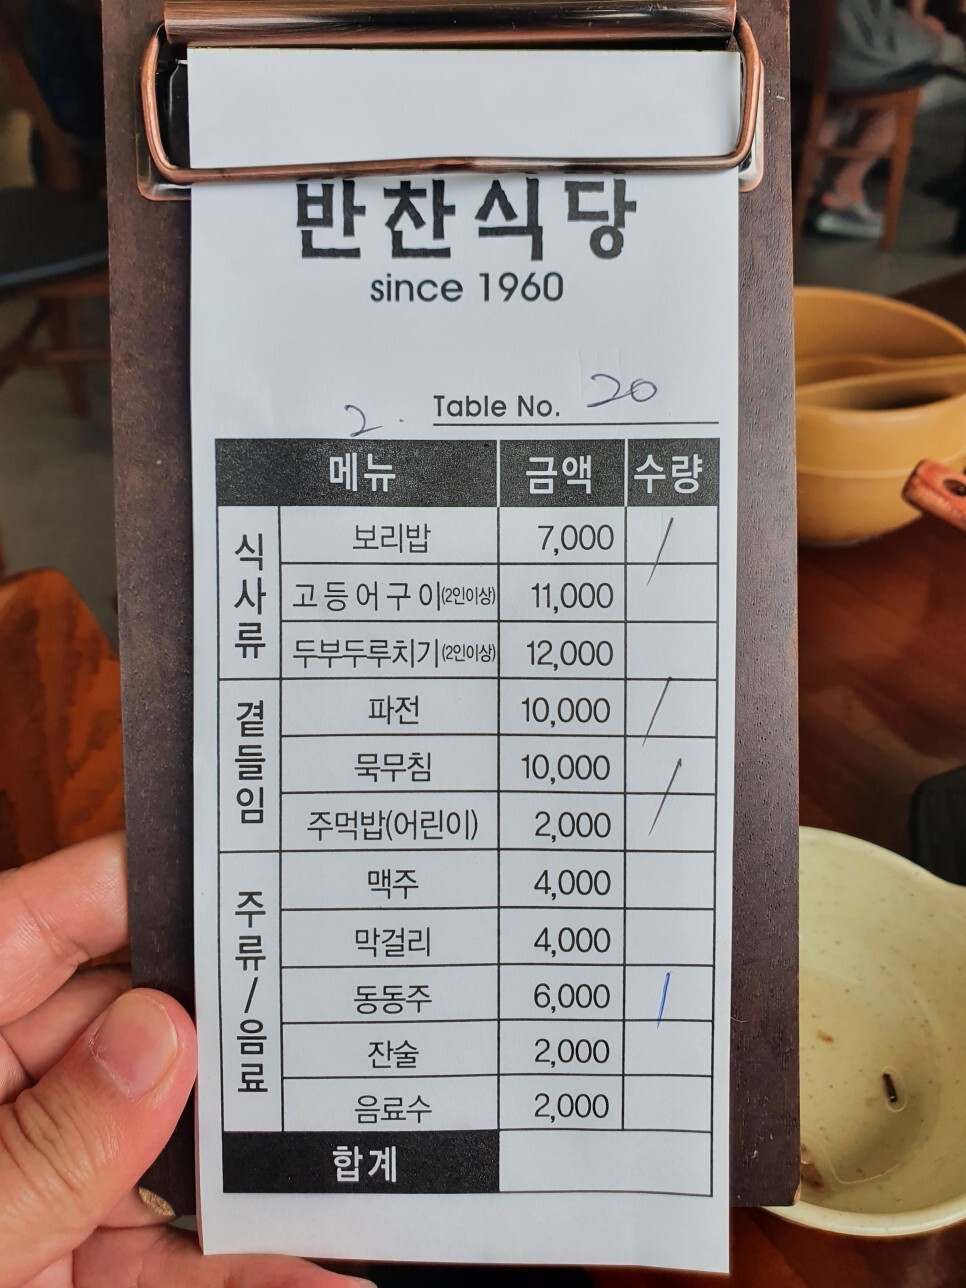 반찬식당
since 1960
2. Table No. 20
메뉴 금액 수량
식사류
보리밥 7,000 /
고등어구이(2인이상) 11,000
두부두루치기(2인이상) 12,000
곁들임
파전 10,000 /
묵무침 10,000 /
주먹밥(어린이) 2,000
주류/음료
맥주 4,000
막걸리 4,000
동동주 6,000 /
잔술 2,000
음료수 2,000
합계